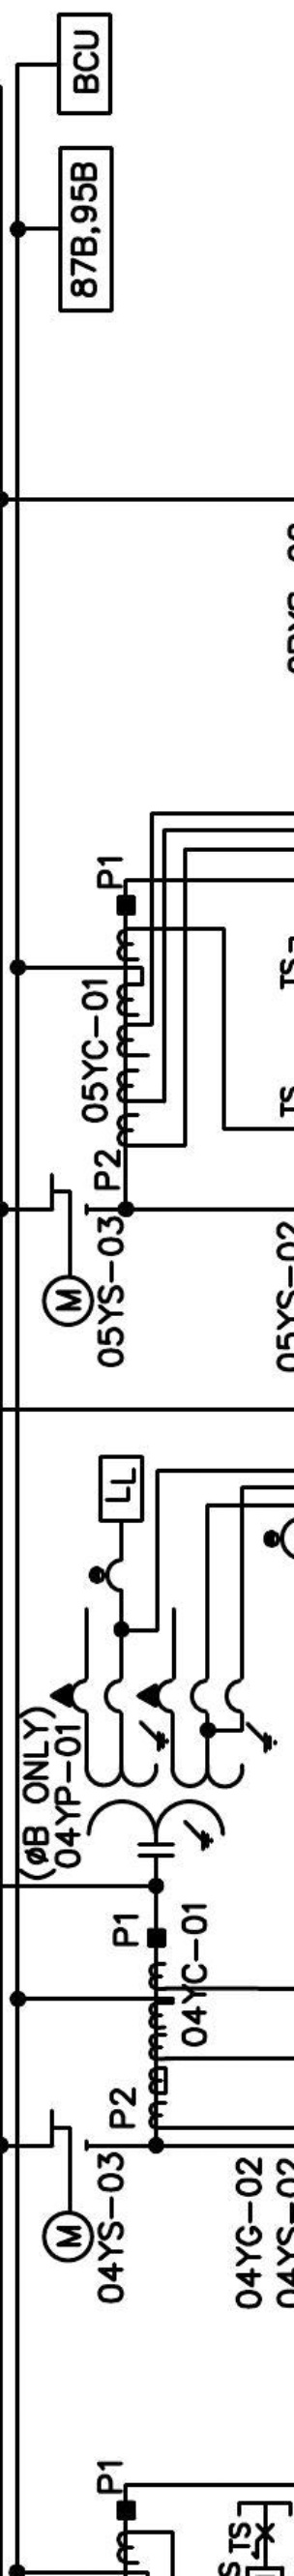 BCU
87B,95B
P1
05YC-01
TS
TS
P2
M
05YS-03
05YS-02
LL
(øB ONLY)
04YP-01
P1
04YC-01
P2
M
04YS-03
04YG-02
04YS-02
P1
TS